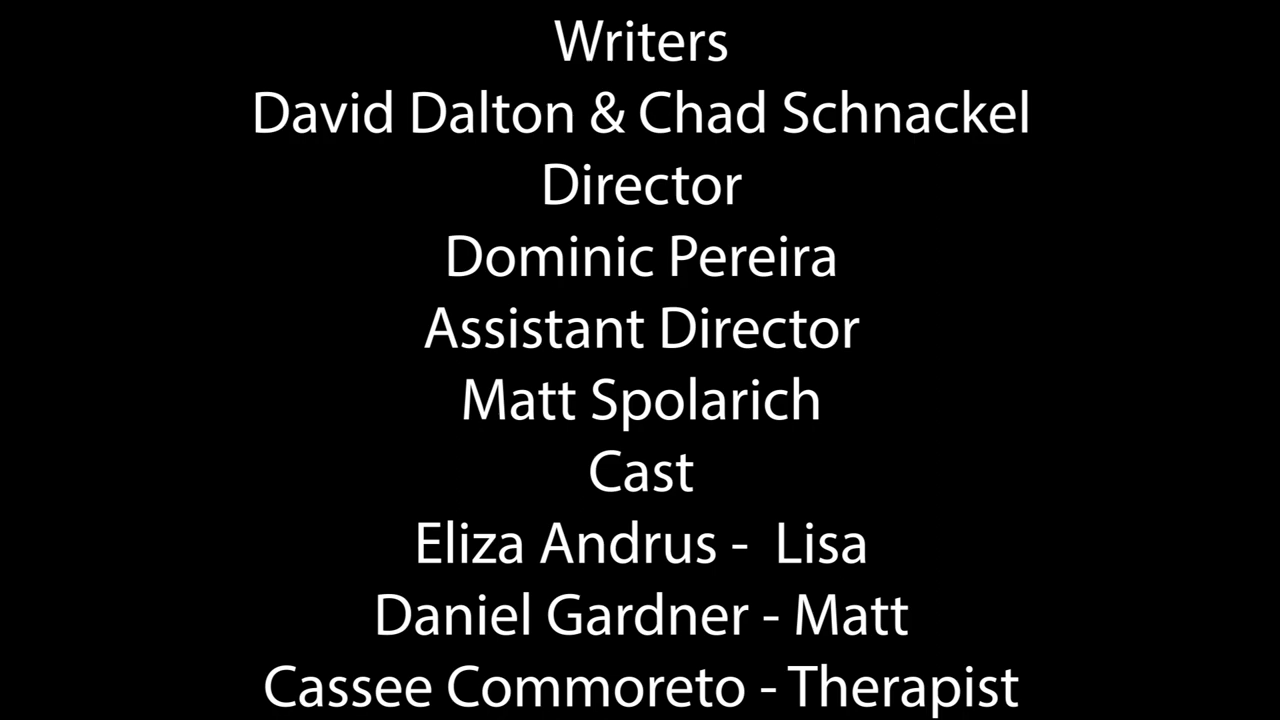 Writers
David Dalton & Chad Schnackel
Director
Dominic Pereira
Assistant Director
Matt Spolarich
Cast
Eliza Andrus -  Lisa
Daniel Gardner - Matt
Cassee Commoreto - Therapist